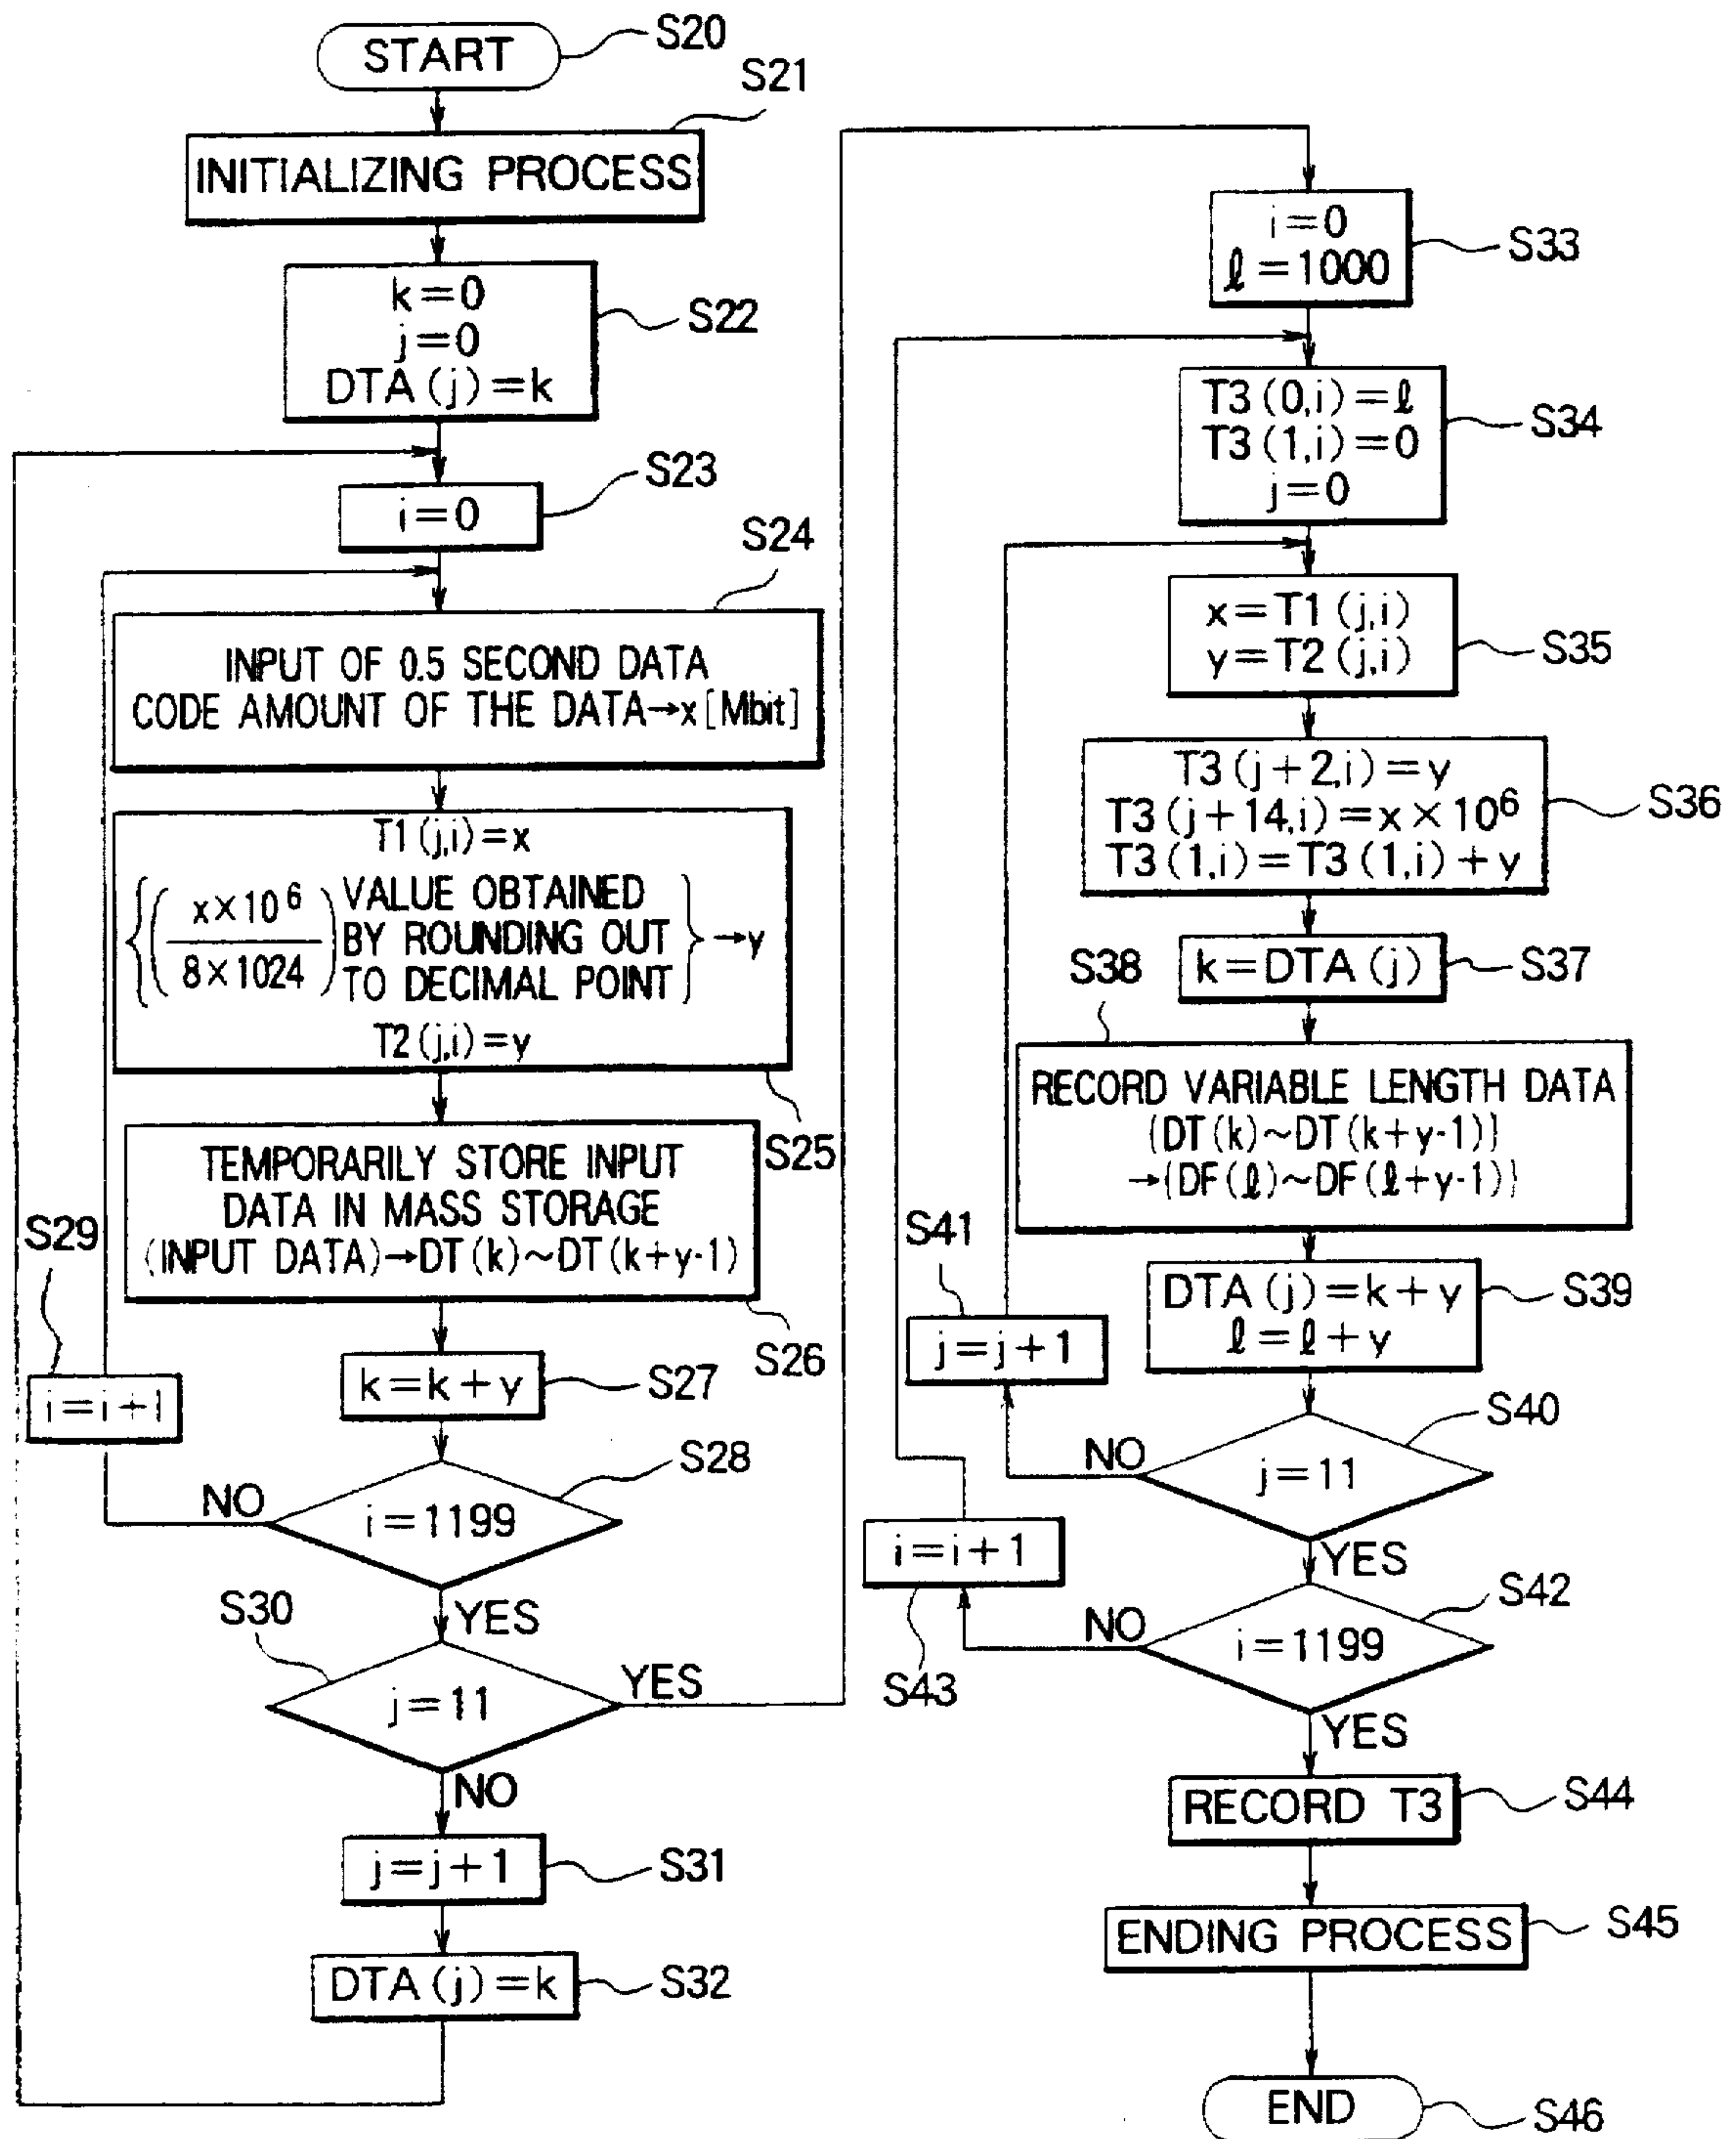 START
S20
S21
INITIALIZING PROCESS
k=0
j=0
DTA (j)=k
S22
S23
i=0
S24
INPUT OF 0.5 SECOND DATA
CODE AMOUNT OF THE DATA→x [Mbit]
T1 (j,i)=x
{(x×10⁶ / 8×1024) VALUE OBTAINED
BY ROUNDING OUT
TO DECIMAL POINT} →y
T2 (j,i)=y
S25
TEMPORARILY STORE INPUT
DATA IN MASS STORAGE
(INPUT DATA)→DT (k)~DT (k+y-1)
S26
S29
i=i+1
k=k+y
S27
S28
i=1199
NO
YES
S30
j=11
YES
NO
j=j+1
S31
DTA (j)=k
S32
i=0
ℓ=1000
S33
T3 (0,i)=ℓ
T3 (1,i)=0
j=0
S34
x=T1 (j,i)
y=T2 (j,i)
S35
T3 (j+2,i)=y
T3 (j+14,i)=x×10⁶
T3 (1,i)=T3 (1,i)+y
S36
k=DTA (j)
S37
S38
RECORD VARIABLE LENGTH DATA
{DT (k)~DT (k+y-1)}
→{DF (ℓ)~DF (ℓ+y-1)}
DTA (j)=k+y
ℓ=ℓ+y
S39
S41
j=j+1
S40
j=11
NO
YES
i=i+1
S43
S42
i=1199
NO
YES
RECORD T3
S44
ENDING PROCESS
S45
END
S46